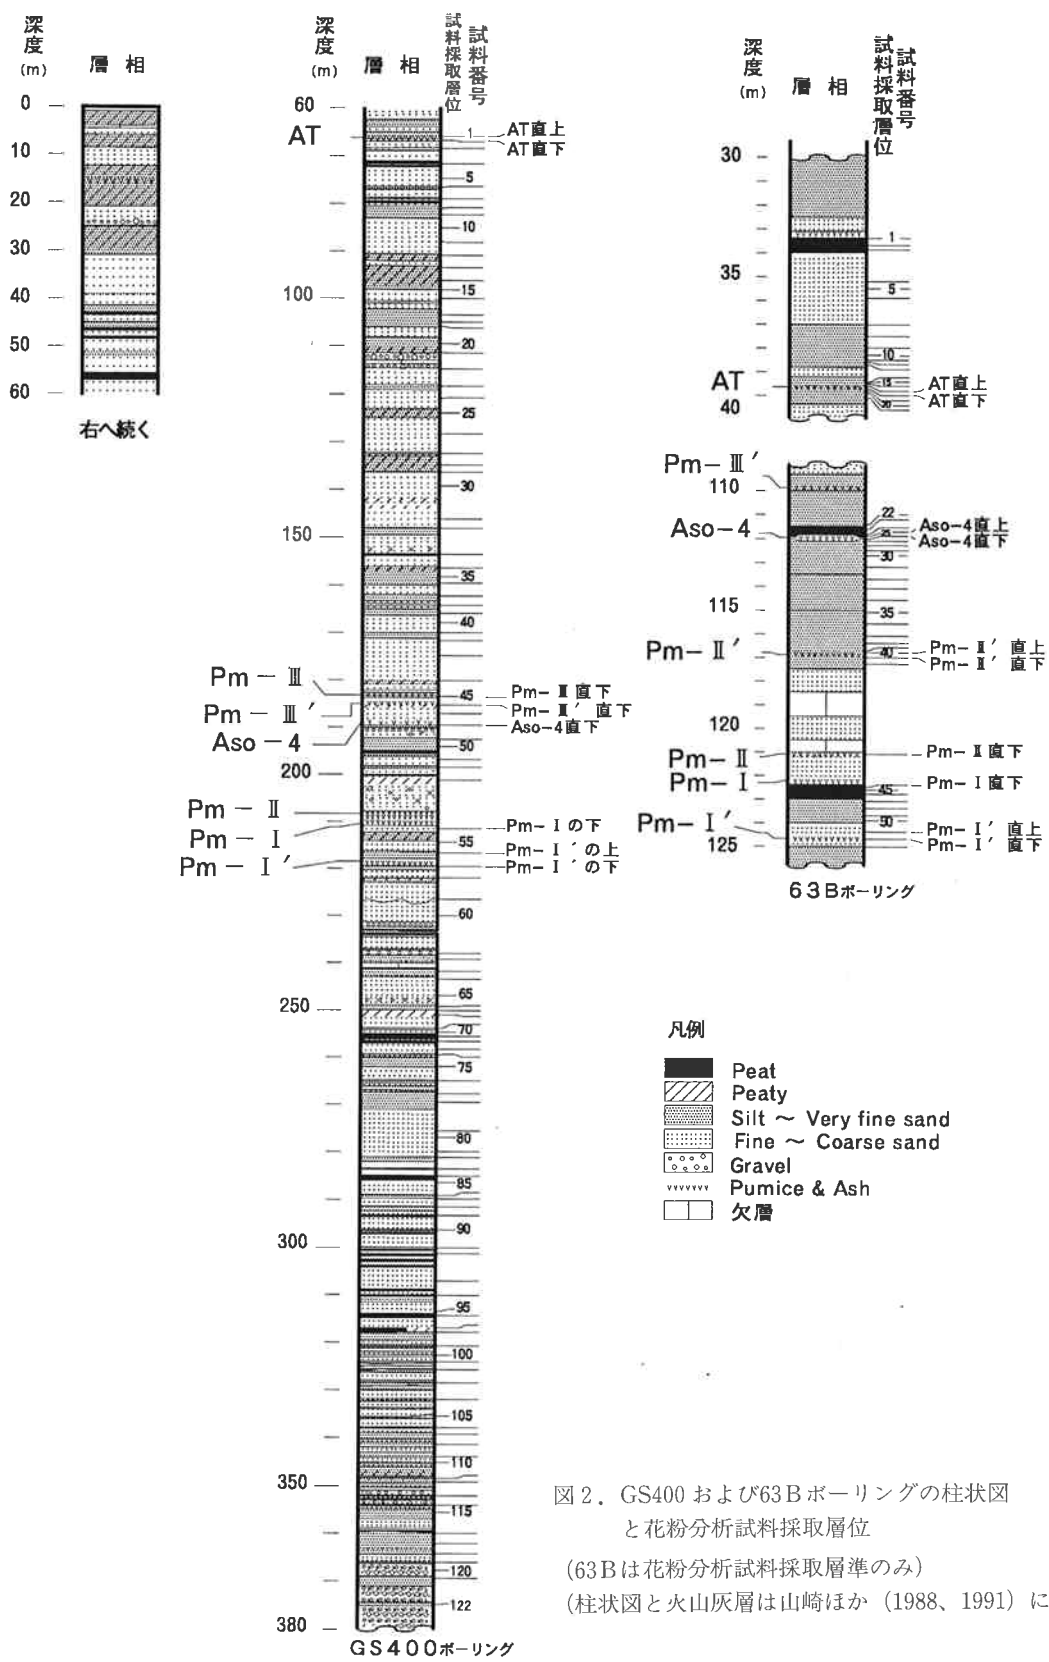 深度
(m)
層相
0
10
20
30
40
50
60
右へ続く
深度
(m)
層相
試料採取層位
試料番号
60
AT
100
150
Pm-Ⅲ
Pm-Ⅲ′
Aso-4
200
Pm-Ⅱ
Pm-Ⅰ
Pm-Ⅰ′
250
300
350
380
1
5
10
15
20
25
30
35
40
45
50
55
60
65
70
75
80
85
90
95
100
105
110
115
120
122
AT直上
AT直下
Pm-Ⅲ直下
Pm-Ⅲ′直下
Aso-4直下
Pm-Ⅰの下
Pm-Ⅰ′の上
Pm-Ⅰ′の下
GS400ボーリング
深度
(m)
層相
試料採取層位
試料番号
30
35
AT
40
1
5
10
15
20
AT直上
AT直下
Pm-Ⅲ′
110
Aso-4
115
Pm-Ⅱ′
120
Pm-Ⅱ
Pm-Ⅰ
Pm-Ⅰ′
125
22
25
30
35
40
45
50
Aso-4直上
Aso-4直下
Pm-Ⅱ′直上
Pm-Ⅱ′直下
Pm-Ⅱ直下
Pm-Ⅰ直下
Pm-Ⅰ′直上
Pm-Ⅰ′直下
63Bボーリング
凡例
Peat
Peaty
Silt ～ Very fine sand
Fine ～ Coarse sand
Gravel
Pumice & Ash
欠層
図2．GS400および63Bボーリングの柱状図
と花粉分析試料採取層位
(63Bは花粉分析試料採取層準のみ)
(柱状図と火山灰層は山崎ほか (1988、1991) に